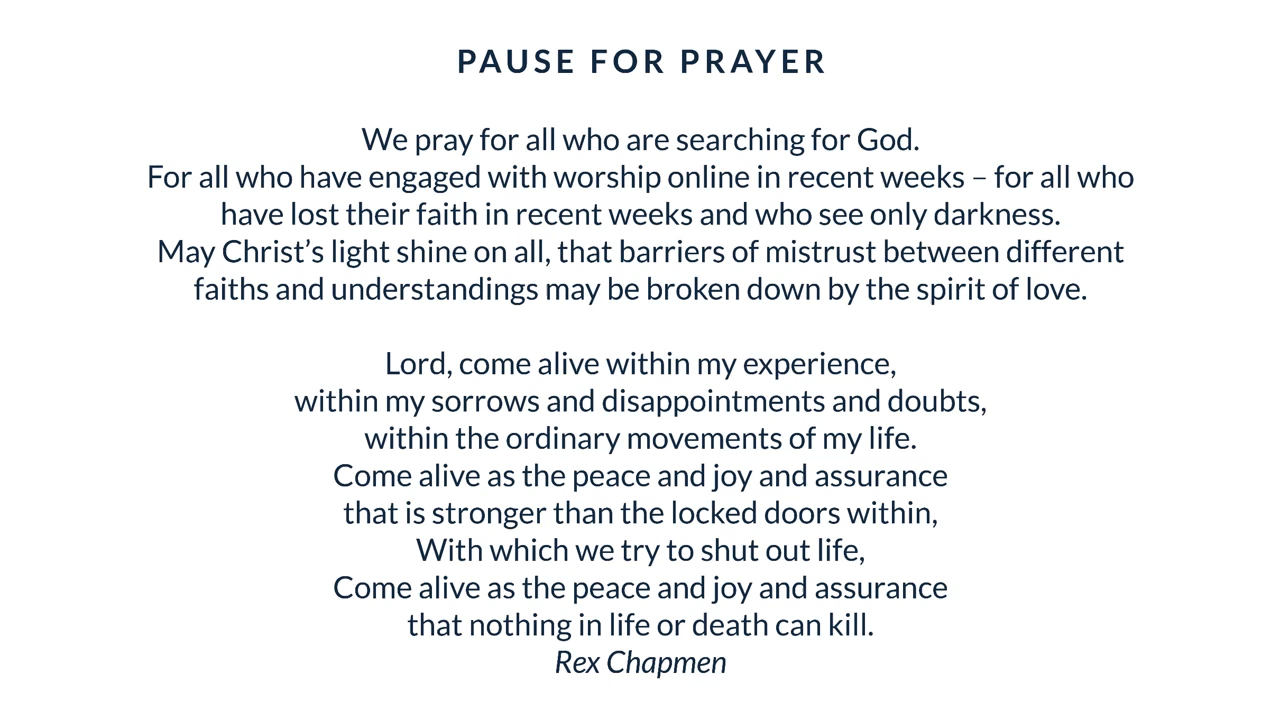 PAUSE FOR PRAYER
We pray for all who are searching for God.
For all who have engaged with worship online in recent weeks – for all who
have lost their faith in recent weeks and who see only darkness.
May Christ’s light shine on all, that barriers of mistrust between different
faiths and understandings may be broken down by the spirit of love.
Lord, come alive within my experience,
within my sorrows and disappointments and doubts,
within the ordinary movements of my life.
Come alive as the peace and joy and assurance
that is stronger than the locked doors within,
With which we try to shut out life,
Come alive as the peace and joy and assurance
that nothing in life or death can kill.
Rex Chapmen